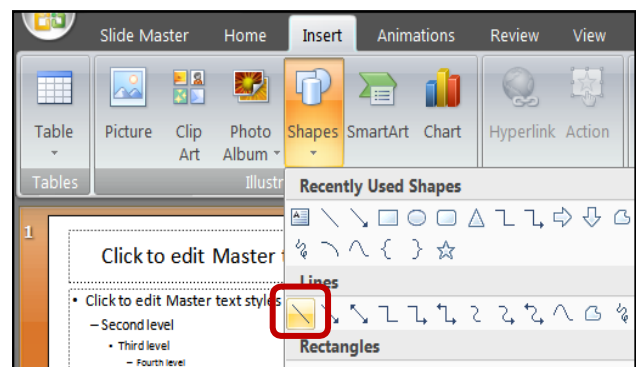 Slide Master Home Insert Animations Review View
Table Picture Clip Art Photo Album Shapes SmartArt Chart Hyperlink Action
Tables Illustr
Recently Used Shapes
1
Click to edit Master t
Lines
• Click to edit Master text styles
– Second level
• Third level
– Fourth level
Rectangles